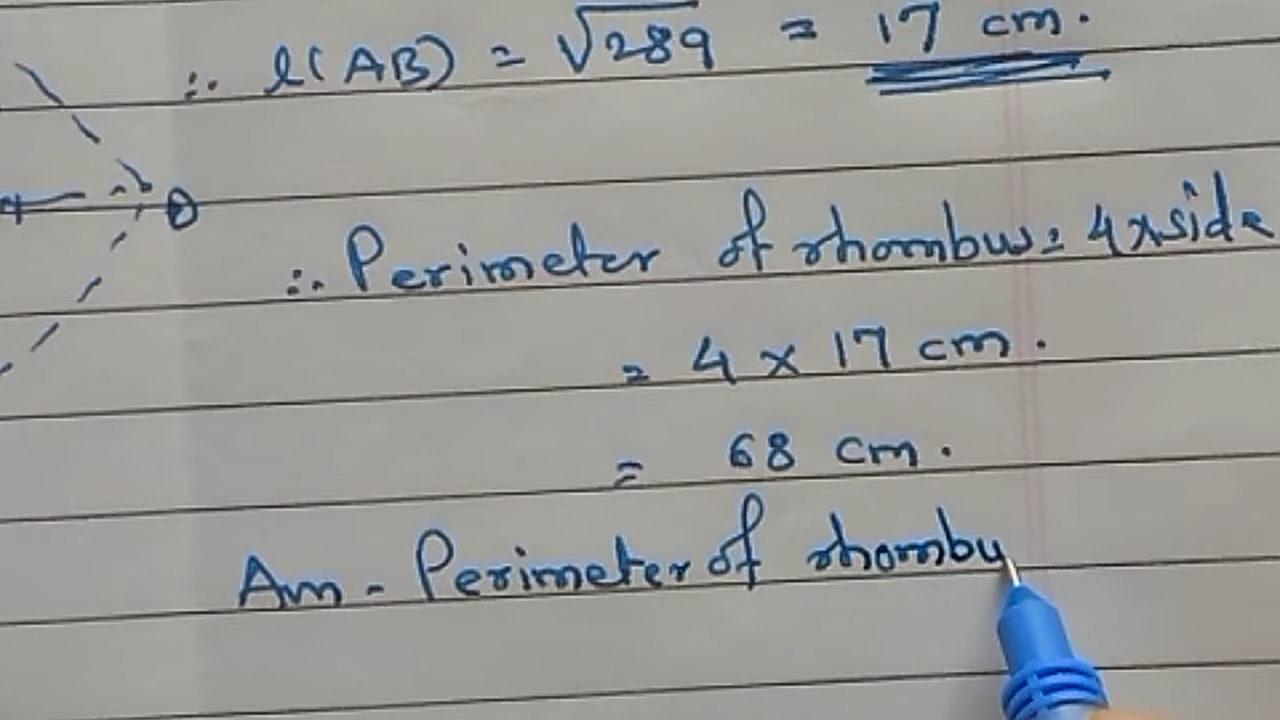 ∴ l(AB) = √289 = 17 cm.
∴ Perimeter of rhombus = 4 x side
= 4 × 17 cm.
= 68 cm.
Ans - Perimeter of rhombu